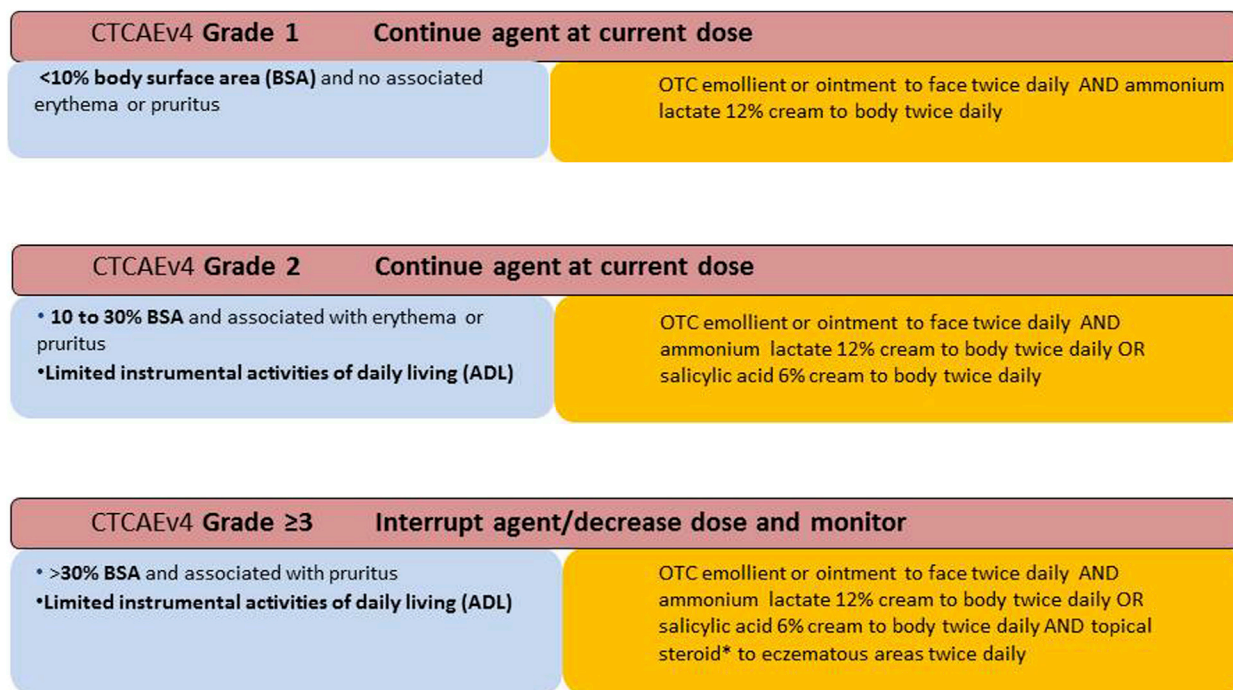 CTCAEv4 Grade 1 Continue agent at current dose
<10% body surface area (BSA) and no associated
erythema or pruritus
OTC emollient or ointment to face twice daily AND ammonium
lactate 12% cream to body twice daily
CTCAEv4 Grade 2 Continue agent at current dose
• 10 to 30% BSA and associated with erythema or
pruritus
•Limited instrumental activities of daily living (ADL)
OTC emollient or ointment to face twice daily AND
ammonium lactate 12% cream to body twice daily OR
salicylic acid 6% cream to body twice daily
CTCAEv4 Grade ≥3 Interrupt agent/decrease dose and monitor
• >30% BSA and associated with pruritus
•Limited instrumental activities of daily living (ADL)
OTC emollient or ointment to face twice daily AND
ammonium lactate 12% cream to body twice daily OR
salicylic acid 6% cream to body twice daily AND topical
steroid* to eczematous areas twice daily